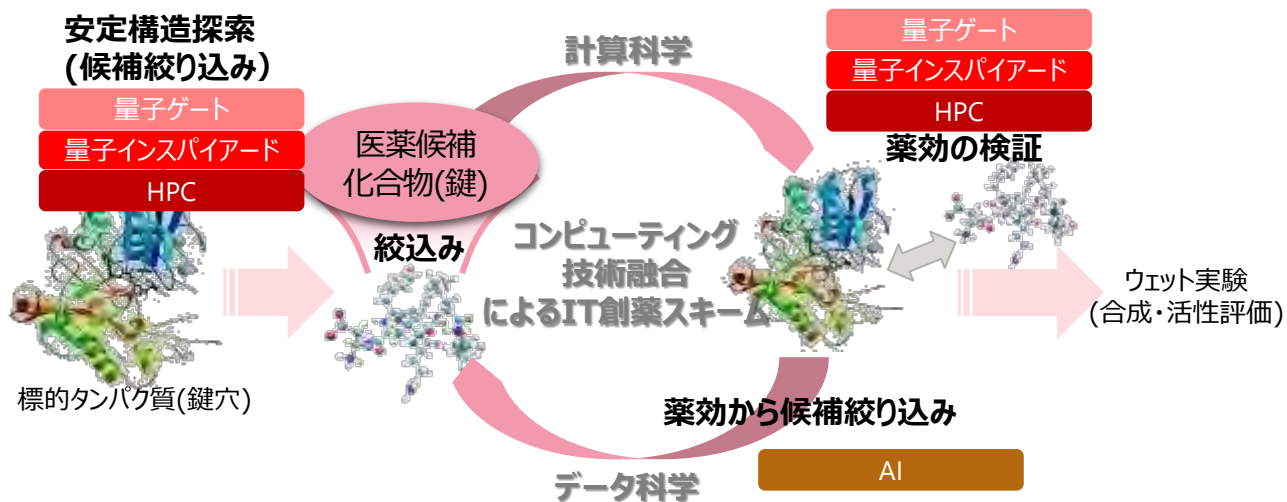 安定構造探索
(候補絞り込み)
量子ゲート
量子インスパイアード
HPC
標的タンパク質(鍵穴)
医薬候補
化合物(鍵)
絞込み
計算科学
コンピューティング
技術融合
によるIT創薬スキーム
データ科学
量子ゲート
量子インスパイアード
HPC
薬効の検証
薬効から候補絞り込み
AI
ウェット実験
(合成・活性評価)